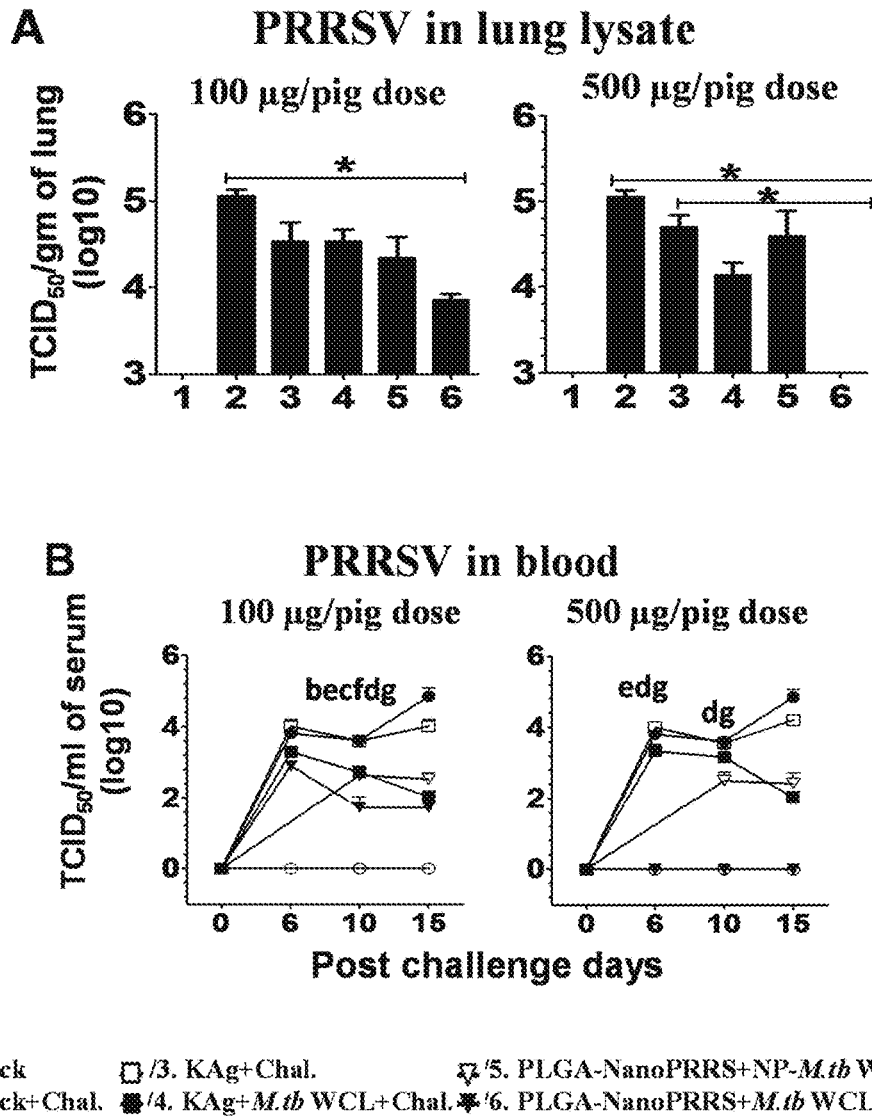 A PRRSV in lung lysate
100 µg/pig dose 500 µg/pig dose
TCID50/gm of lung
(log10)
6 6
5 5
4 4
3 3
* * *
1 2 3 4 5 6 1 2 3 4 5 6
B PRRSV in blood
100 µg/pig dose 500 µg/pig dose
TCID50/ml of serum
(log10)
6 6
4 4
2 2
0 0
becfdg edg dg
0 6 10 15 0 6 10 15
Post challenge days
ck /3. KAg+Chal. /5. PLGA-NanoPRRS+NP-M.tb W
ck+Chal. /4. KAg+M.tb WCL+Chal. /6. PLGA-NanoPRRS+M.tb WCL